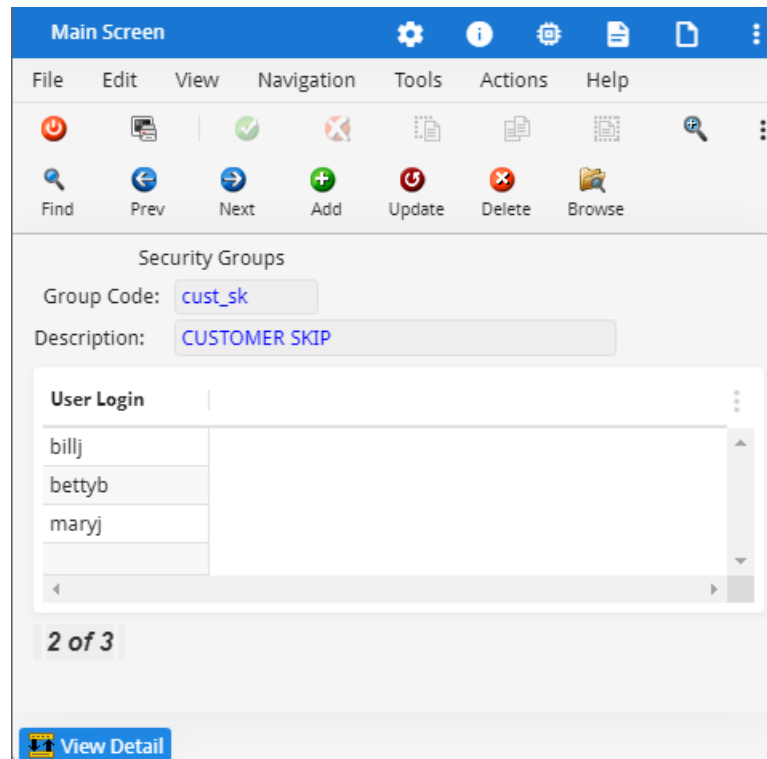 Main Screen
File Edit View Navigation Tools Actions Help
Find Prev Next Add Update Delete Browse
Security Groups
Group Code: cust_sk
Description: CUSTOMER SKIP
User Login
billj
bettyb
maryj
2 of 3
View Detail